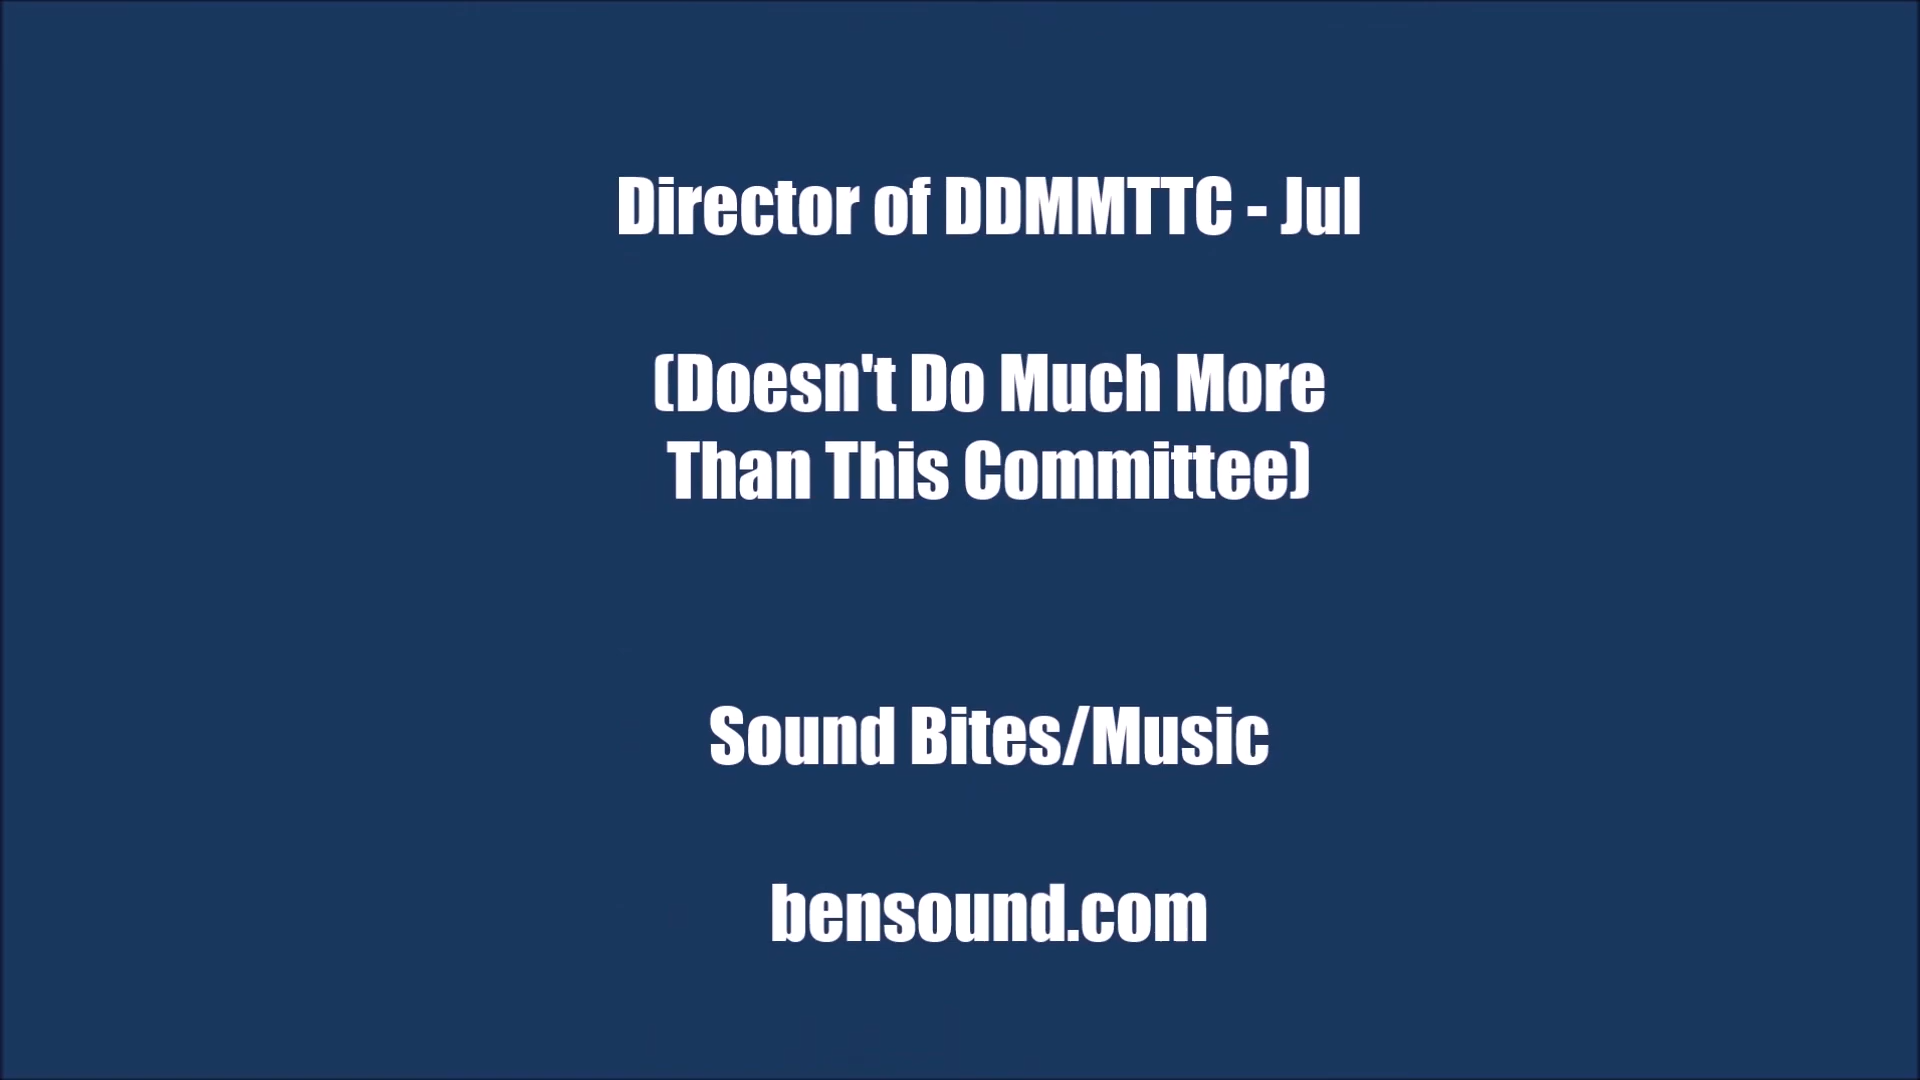 Director of DDMMTTC - Jul
(Doesn't Do Much More
Than This Committee)
Sound Bites/Music
bensound.com